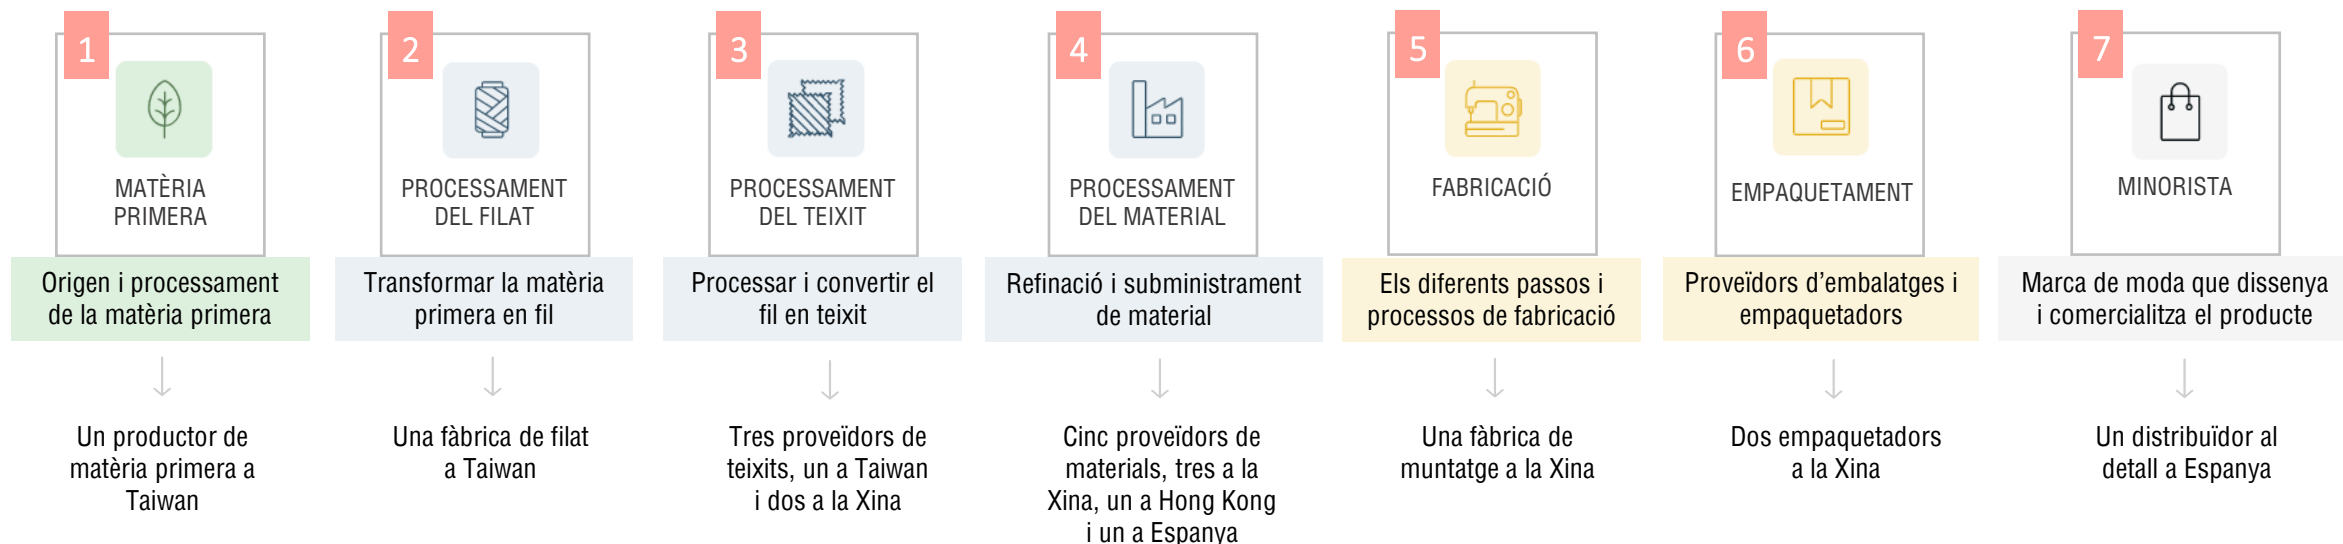 1
MATÈRIA
PRIMERA
Origen i processament
de la matèria primera
Un productor de
matèria primera a
Taiwan
2
PROCESSAMENT
DEL FILAT
Transformar la matèria
primera en fil
Una fàbrica de filat
a Taiwan
3
PROCESSAMENT
DEL TEIXIT
Processar i convertir el
fil en teixit
Tres proveïdors de
teixits, un a Taiwan
i dos a la Xina
4
PROCESSAMENT
DEL MATERIAL
Refinació i subministrament
de material
Cinc proveïdors de
materials, tres a la
Xina, un a Hong Kong
i un a Espanya
5
FABRICACIÓ
Els diferents passos i
processos de fabricació
Una fàbrica de
muntatge a la Xina
6
EMPAQUETAMENT
Proveïdors d’embalatges i
empaquetadors
Dos empaquetadors
a la Xina
7
MINORISTA
Marca de moda que dissenya
i comercialitza el producte
Un distribuïdor al
detall a Espanya